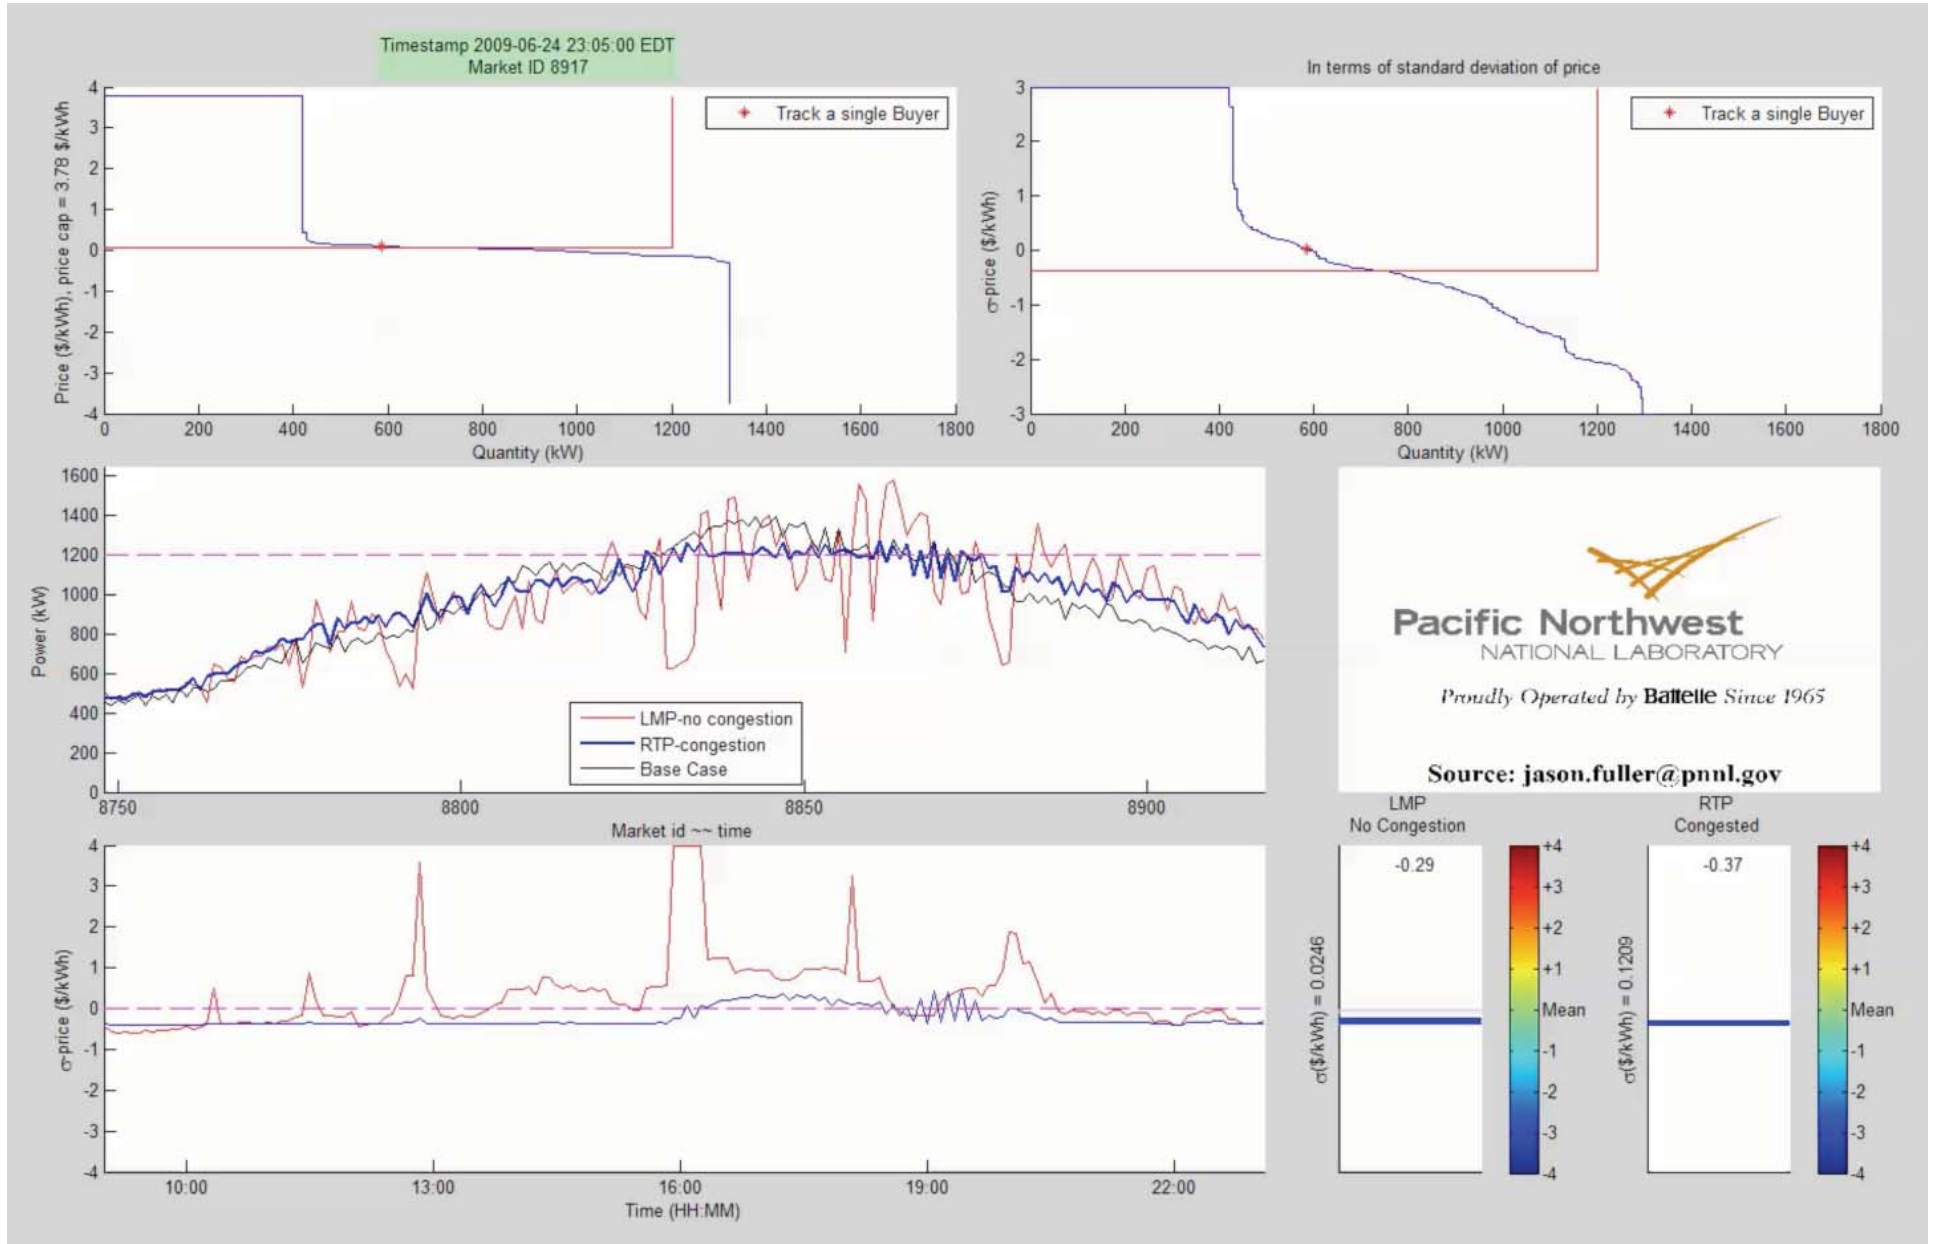 Timestamp 2009-06-24 23:05:00 EDT
Market ID 8917
4
3
2
1
0
-1
-2
-3
-4
Price ($/kWh), price cap = 3.78 $/kWh
Track a single Buyer
0 200 400 600 800 1000 1200 1400 1600 1800
Quantity (kW)
In terms of standard deviation of price
3
2
1
0
-1
-2
-3
σ-price ($/kWh)
Track a single Buyer
0 200 400 600 800 1000 1200 1400 1600 1800
Quantity (kW)
1600
1400
1200
1000
800
600
400
200
0
Power (kW)
LMP-no congestion
RTP-congestion
Base Case
8750 8800 8850 8900
Market id ~~ time
Pacific Northwest
NATIONAL LABORATORY
Proudly Operated by Battelle Since 1965
Source: jason.fuller@pnnl.gov
4
3
2
1
0
-1
-2
-3
-4
σ-price ($/kWh)
10:00 13:00 16:00 19:00 22:00
Time (HH:MM)
LMP
No Congestion
-0.29
σ($/kWh) = 0.0246
+4
+3
+2
+1
Mean
-1
-2
-3
-4
RTP
Congested
-0.37
σ($/kWh) = 0.1209
+4
+3
+2
+1
Mean
-1
-2
-3
-4